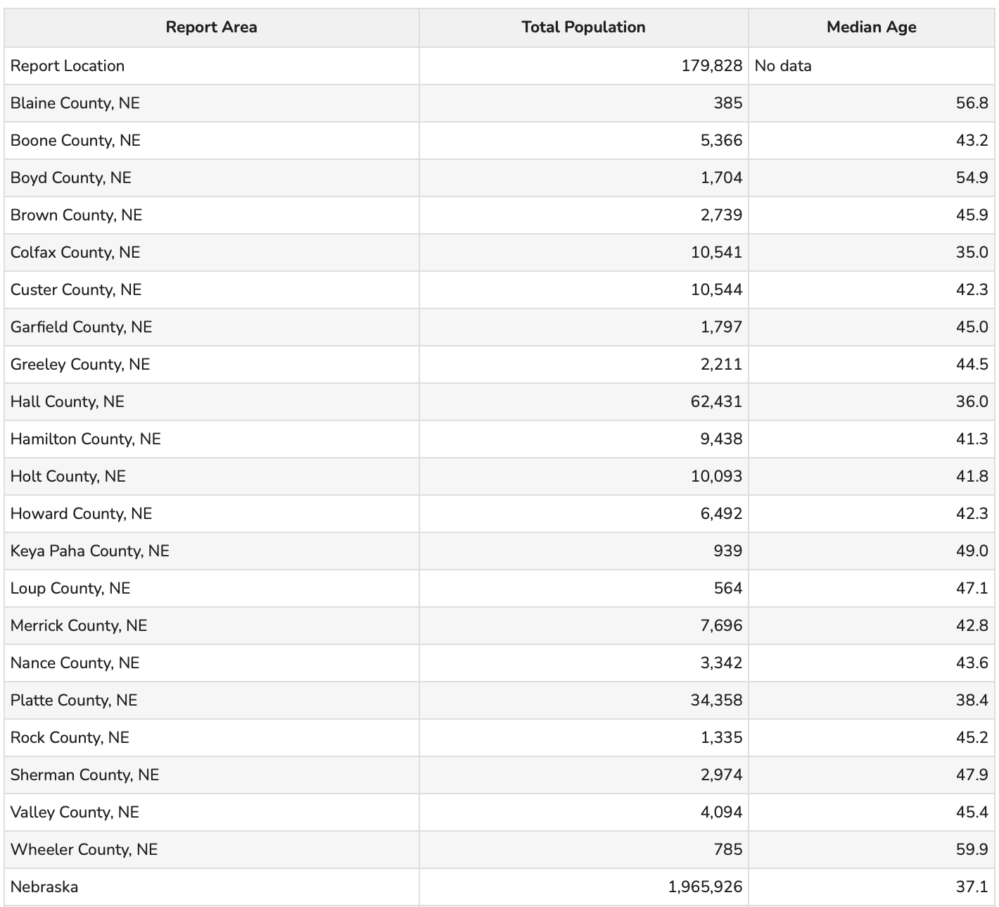 Report Area Total Population Median Age
Report Location 179,828 No data
Blaine County, NE 385 56.8
Boone County, NE 5,366 43.2
Boyd County, NE 1,704 54.9
Brown County, NE 2,739 45.9
Colfax County, NE 10,541 35.0
Custer County, NE 10,544 42.3
Garfield County, NE 1,797 45.0
Greeley County, NE 2,211 44.5
Hall County, NE 62,431 36.0
Hamilton County, NE 9,438 41.3
Holt County, NE 10,093 41.8
Howard County, NE 6,492 42.3
Keya Paha County, NE 939 49.0
Loup County, NE 564 47.1
Merrick County, NE 7,696 42.8
Nance County, NE 3,342 43.6
Platte County, NE 34,358 38.4
Rock County, NE 1,335 45.2
Sherman County, NE 2,974 47.9
Valley County, NE 4,094 45.4
Wheeler County, NE 785 59.9
Nebraska 1,965,926 37.1